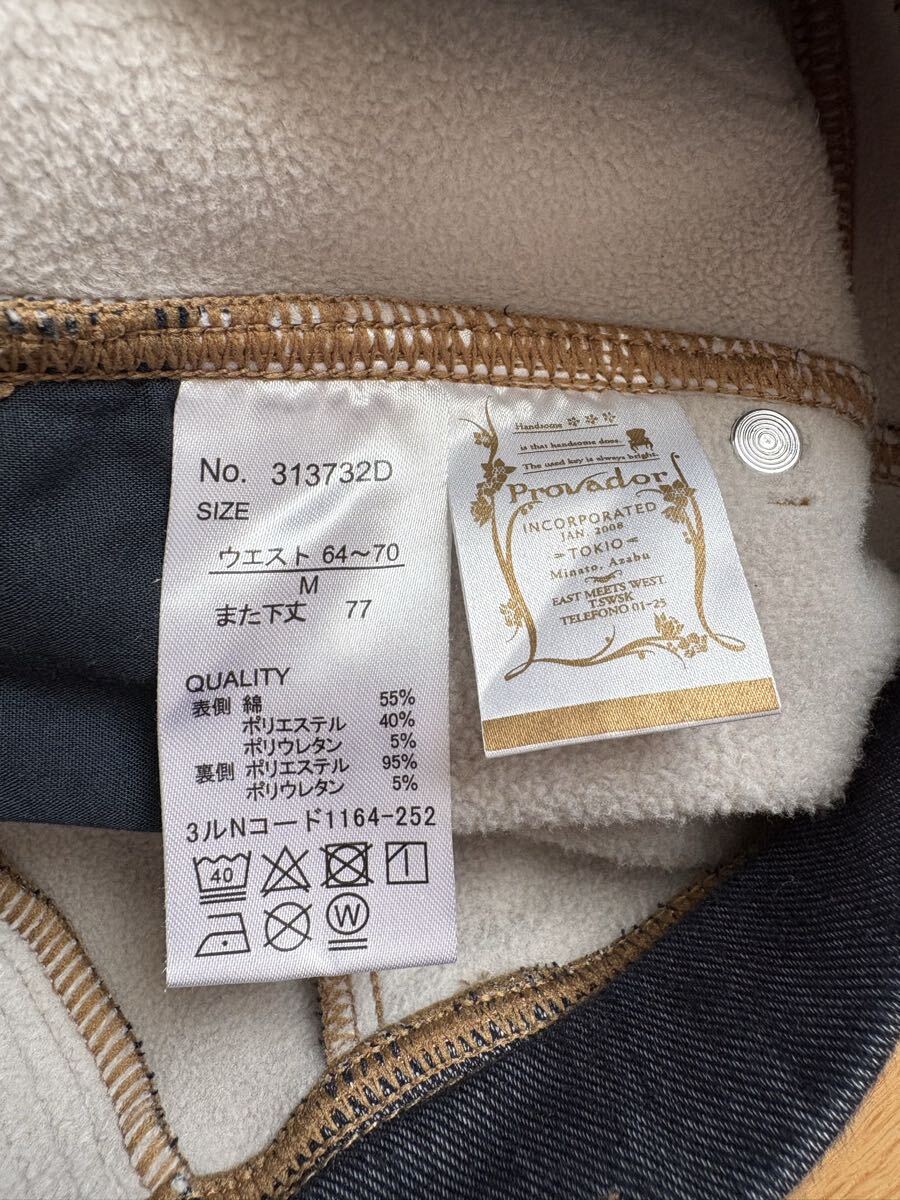 No. 313732D
SIZE
ウエスト 64〜70
M
また下丈 77
QUALITY
表側 綿 55%
ポリエステル 40%
ポリウレタン 5%
裏側 ポリエステル 95%
ポリウレタン 5%
3ルNコード1164-252
40
W
Handsome
is that handsome does.
The used key is always bright.
Provador
INCORPORATED
JAN. 2008
TOKIO
Minato, Azabu
EAST MEETS WEST.
T.SWSK
TELEFONO 01-25